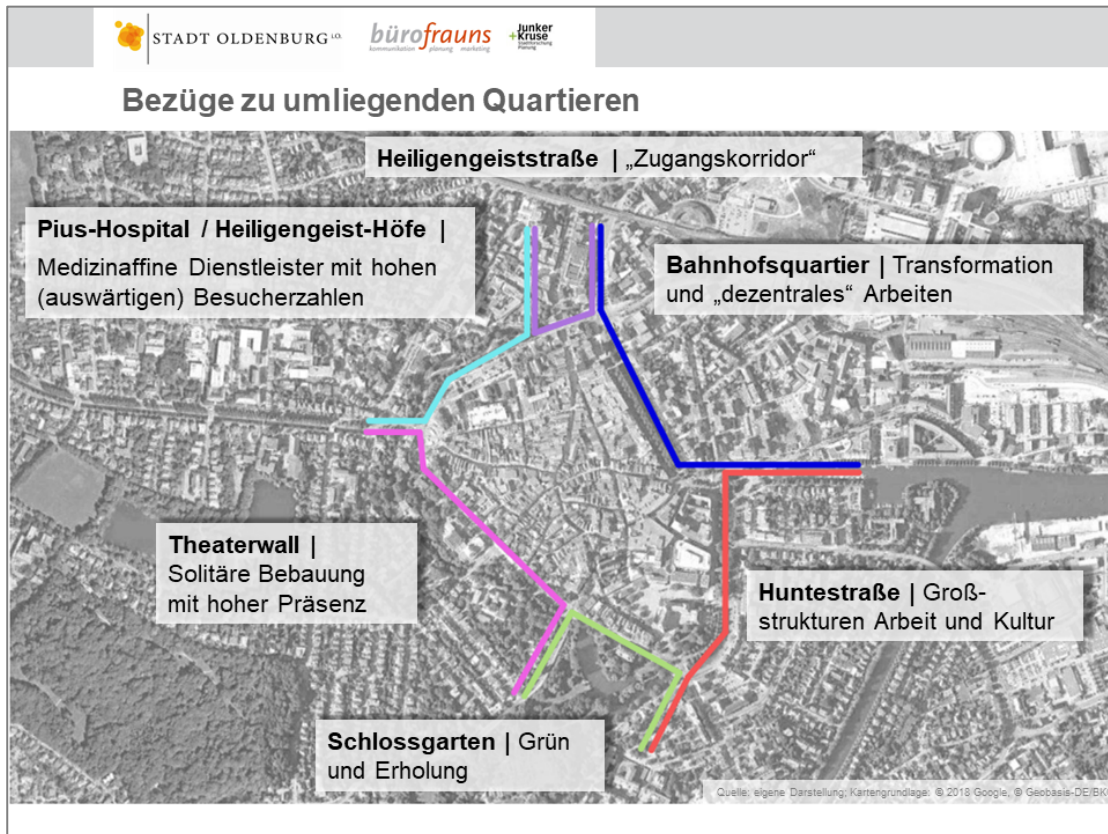 STADT OLDENBURG i.O.
bürofrauns
kommunikation planung marketing
+Junker
Kruse
Stadtforschung
Planung
Bezüge zu umliegenden Quartieren
Heiligengeiststraße | „Zugangskorridor“
Pius-Hospital / Heiligengeist-Höfe |
Medizinaffine Dienstleister mit hohen
(auswärtigen) Besucherzahlen
Bahnhofsquartier | Transformation
und „dezentrales“ Arbeiten
Theaterwall |
Solitäre Bebauung
mit hoher Präsenz
Huntestraße | Groß-
strukturen Arbeit und Kultur
Schlossgarten | Grün
und Erholung
Quelle: eigene Darstellung; Kartengrundlage: © 2018 Google, © Geobasis-DE/BKG